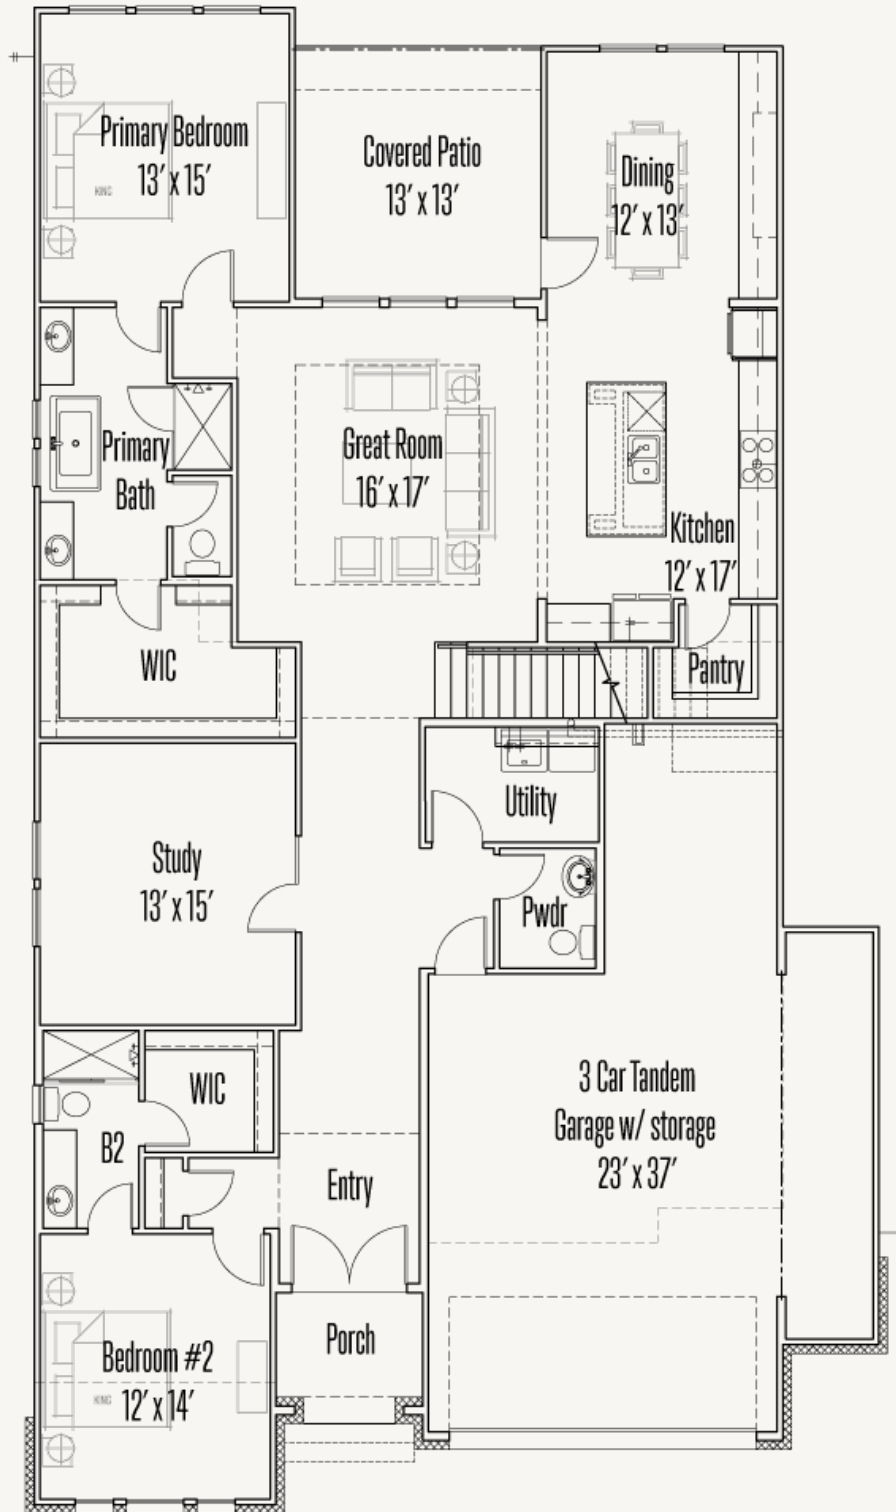 Primary Bedroom
13' x 15'
KING
Covered Patio
13' x 13'
Dining
12' x 13'
Primary
Bath
Great Room
16' x 17'
Kitchen
12' x 17'
WIC
Pantry
Utility
Study
13' x 15'
Pwdr
WIC
B2
3 Car Tandem
Garage w/ storage
23' x 37'
Entry
Porch
Bedroom #2
12' x 14'
KING